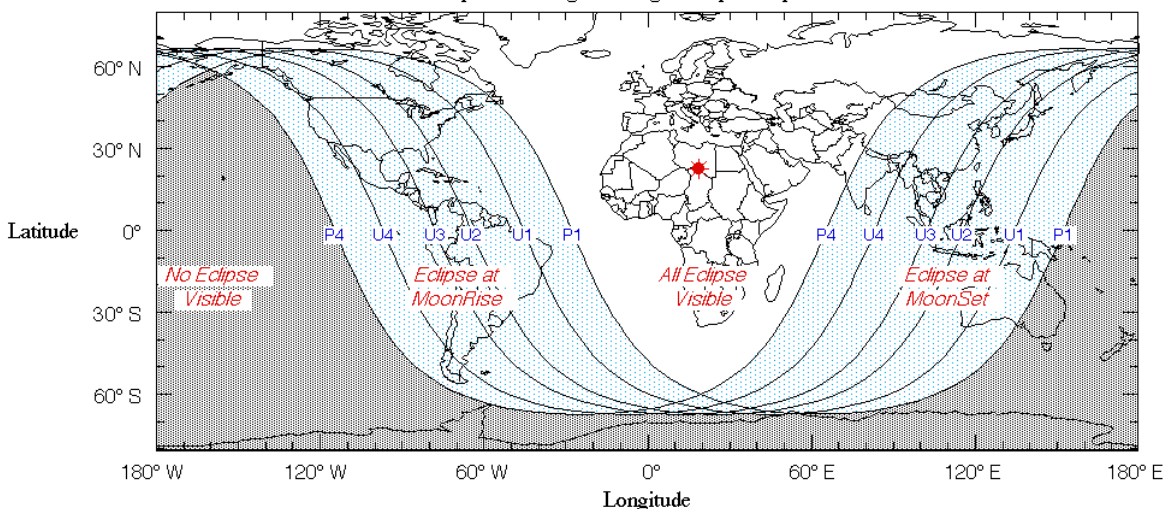 60° N
30° N
Latitude
0°
P4 U4 U3 U2 U1 P1 P4 U4 U3 U2 U1 P1
No Eclipse
Visible
Eclipse at
MoonRise
All Eclipse
Visible
Eclipse at
MoonSet
30° S
60° S
180° W 120° W 60° W 0° 60° E 120° E 180° E
Longitude